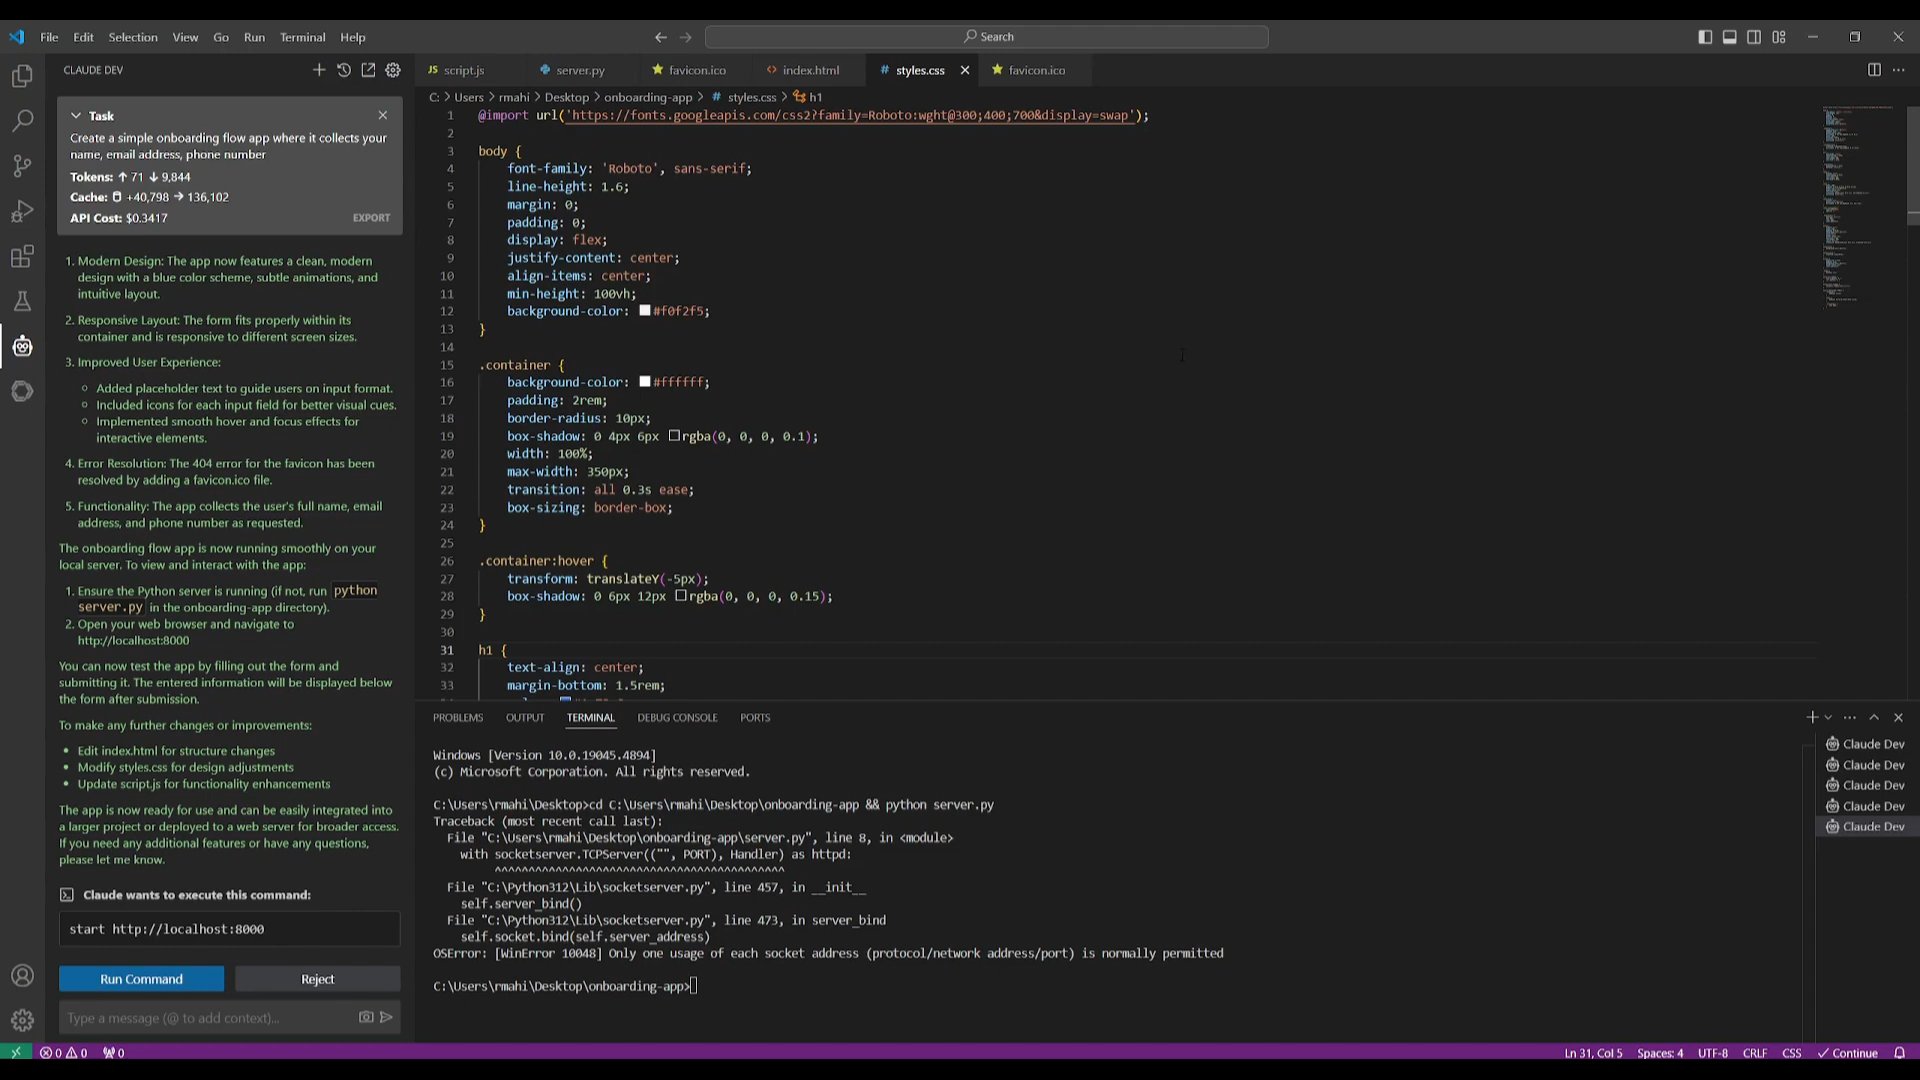 File Edit Selection View Go Run Terminal Help
Search
CLAUDE DEV
Task
Create a simple onboarding flow app where it collects your
name, email address, phone number
Tokens: ↑ 71 ↓ 9,844
Cache: +40,798 → 136,102
API Cost: $0.3417
EXPORT
1. Modern Design: The app now features a clean, modern
design with a blue color scheme, subtle animations, and
intuitive layout.
2. Responsive Layout: The form fits properly within its
container and is responsive to different screen sizes.
3. Improved User Experience:
Added placeholder text to guide users on input format.
Included icons for each input field for better visual cues.
Implemented smooth hover and focus effects for
interactive elements.
4. Error Resolution: The 404 error for the favicon has been
resolved by adding a favicon.ico file.
5. Functionality: The app collects the user's full name, email
address, and phone number as requested.
The onboarding flow app is now running smoothly on your
local server. To view and interact with the app:
1. Ensure the Python server is running (if not, run python
server.py in the onboarding-app directory).
2. Open your web browser and navigate to
http://localhost:8000
You can now test the app by filling out the form and
submitting it. The entered information will be displayed below
the form after submission.
To make any further changes or improvements:
• Edit index.html for structure changes
• Modify styles.css for design adjustments
• Update script.js for functionality enhancements
The app is now ready for use and can be easily integrated into
a larger project or deployed to a web server for broader access.
If you need any additional features or have any questions,
please let me know.
Claude wants to execute this command:
start http://localhost:8000
Run Command
Reject
Type a message (@ to add context)...
JS script.js
server.py
favicon.ico
<> index.html
# styles.css
favicon.ico
C: > Users > rmahi > Desktop > onboarding-app > # styles.css > h1
1 @import url('https://fonts.googleapis.com/css2?family=Roboto:wght@300;400;700&display=swap');
2
3 body {
4 font-family: 'Roboto', sans-serif;
5 line-height: 1.6;
6 margin: 0;
7 padding: 0;
8 display: flex;
9 justify-content: center;
10 align-items: center;
11 min-height: 100vh;
12 background-color: #f0f2f5;
13 }
14
15 .container {
16 background-color: #ffffff;
17 padding: 2rem;
18 border-radius: 10px;
19 box-shadow: 0 4px 6px rgba(0, 0, 0, 0.1);
20 width: 100%;
21 max-width: 350px;
22 transition: all 0.3s ease;
23 box-sizing: border-box;
24 }
25
26 .container:hover {
27 transform: translateY(-5px);
28 box-shadow: 0 6px 12px rgba(0, 0, 0, 0.15);
29 }
30
31 h1 {
32 text-align: center;
33 margin-bottom: 1.5rem;
PROBLEMS OUTPUT TERMINAL DEBUG CONSOLE PORTS
Windows [Version 10.0.19045.4894]
(c) Microsoft Corporation. All rights reserved.
C:\Users\rmahi\Desktop>cd C:\Users\rmahi\Desktop\onboarding-app && python server.py
Traceback (most recent call last):
File "C:\Users\rmahi\Desktop\onboarding-app\server.py", line 8, in <module>
with socketserver.TCPServer(("", PORT), Handler) as httpd:
^^^^^^^^^^^^^^^^^^^^^^^^^^^^^^^^^^^^^^^^
File "C:\Python312\Lib\socketserver.py", line 457, in __init__
self.server_bind()
File "C:\Python312\Lib\socketserver.py", line 473, in server_bind
self.socket.bind(self.server_address)
OSError: [WinError 10048] Only one usage of each socket address (protocol/network address/port) is normally permitted
C:\Users\rmahi\Desktop\onboarding-app>
Claude Dev
Claude Dev
Claude Dev
Claude Dev
Claude Dev
0 0 0
Ln 31, Col 5 Spaces: 4 UTF-8 CRLF CSS Continue